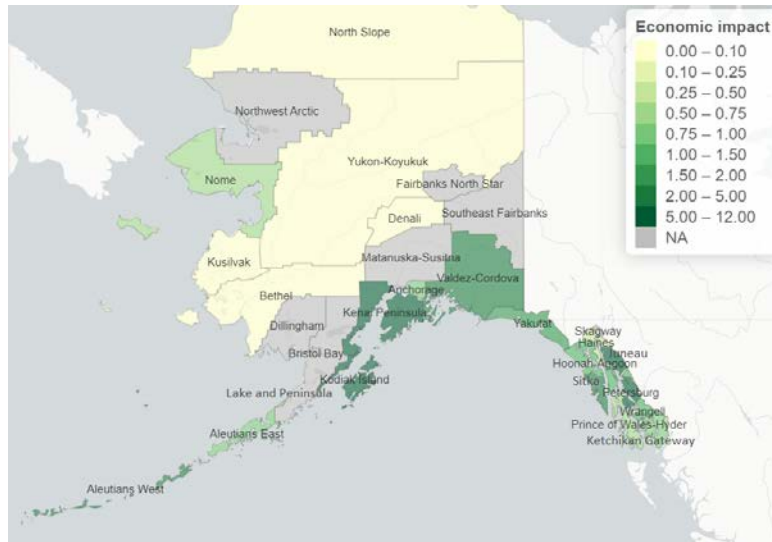 Economic impact
0.00 – 0.10
0.10 – 0.25
0.25 – 0.50
0.50 – 0.75
0.75 – 1.00
1.00 – 1.50
1.50 – 2.00
2.00 – 5.00
5.00 – 12.00
NA
North Slope
Northwest Arctic
Yukon-Koyukuk
Nome
Fairbanks North Star
Denali
Southeast Fairbanks
Kusilvak
Matanuska-Susitna
Valdez-Cordova
Bethel
Anchorage
Kenai Peninsula
Dillingham
Yakutat
Skagway
Haines
Bristol Bay
Juneau
Hoonah-Angoon
Kodiak Island
Sitka
Lake and Peninsula
Petersburg
Wrangell
Prince of Wales-Hyder
Aleutians East
Ketchikan Gateway
Aleutians West